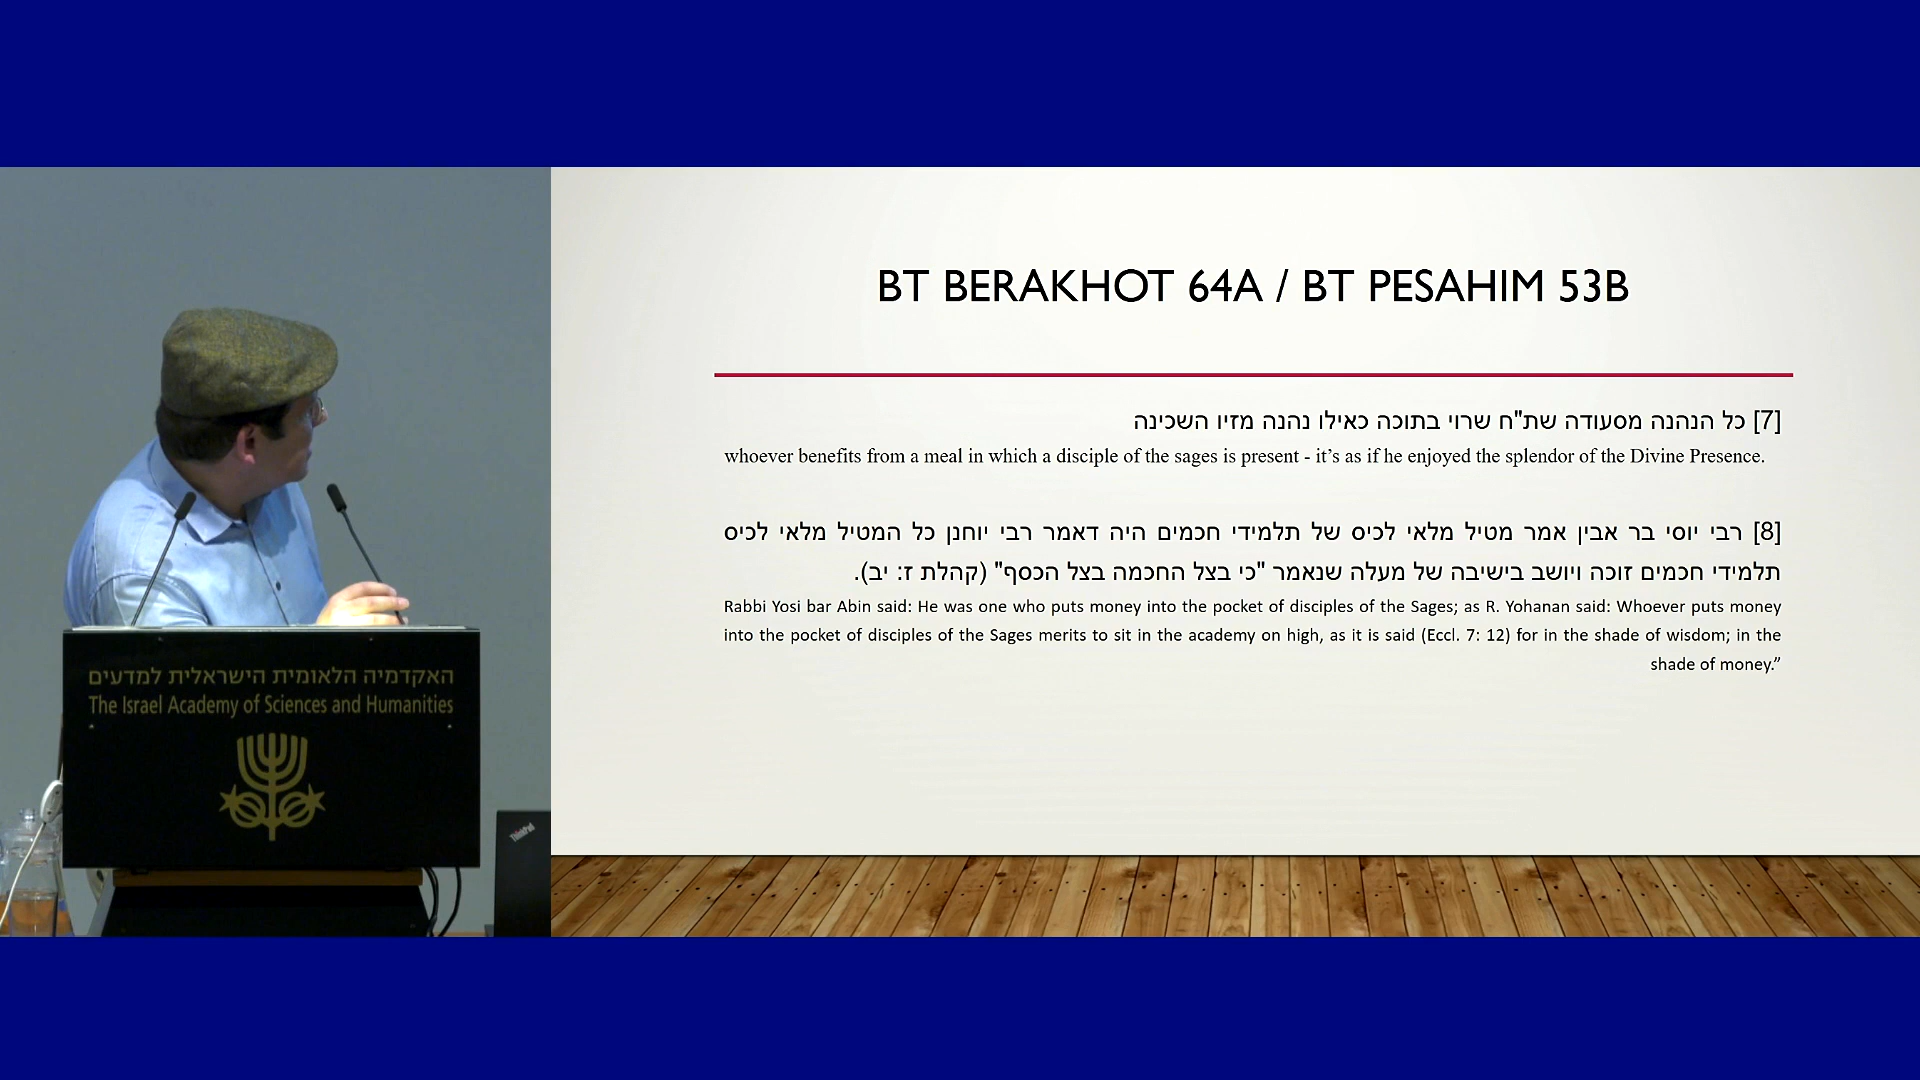 BT BERAKHOT 64A / BT PESAHIM 53B
[7] כל הנהנה מסעודה שת"ח שרוי בתוכה כאילו נהנה מזיו השכינה
whoever benefits from a meal in which a disciple of the sages is present - it’s as if he enjoyed the splendor of the Divine Presence.
[8] רבי יוסי בר אבין אמר מטיל מלאי לכיס של תלמידי חכמים היה דאמר רבי יוחנן כל המטיל מלאי לכיס
תלמידי חכמים זוכה ויושב בישיבה של מעלה שנאמר "כי בצל החכמה בצל הכסף" (קהלת ז: יב).
Rabbi Yosi bar Abin said: He was one who puts money into the pocket of disciples of the Sages; as R. Yohanan said: Whoever puts money
into the pocket of disciples of the Sages merits to sit in the academy on high, as it is said (Eccl. 7: 12) for in the shade of wisdom; in the
shade of money.”
האקדמיה הלאומית הישראלית למדעים
The Israel Academy of Sciences and Humanities
ThinkPad